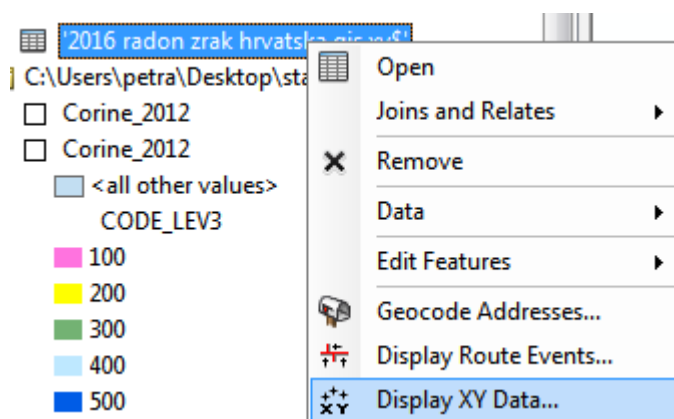 '2016 radon zrak hrvatska gis xy$'
C:\Users\petra\Desktop\sta
Corine_2012
Corine_2012
<all other values>
CODE_LEV3
100
200
300
400
500
Open
Joins and Relates
Remove
Data
Edit Features
Geocode Addresses...
Display Route Events...
Display XY Data...